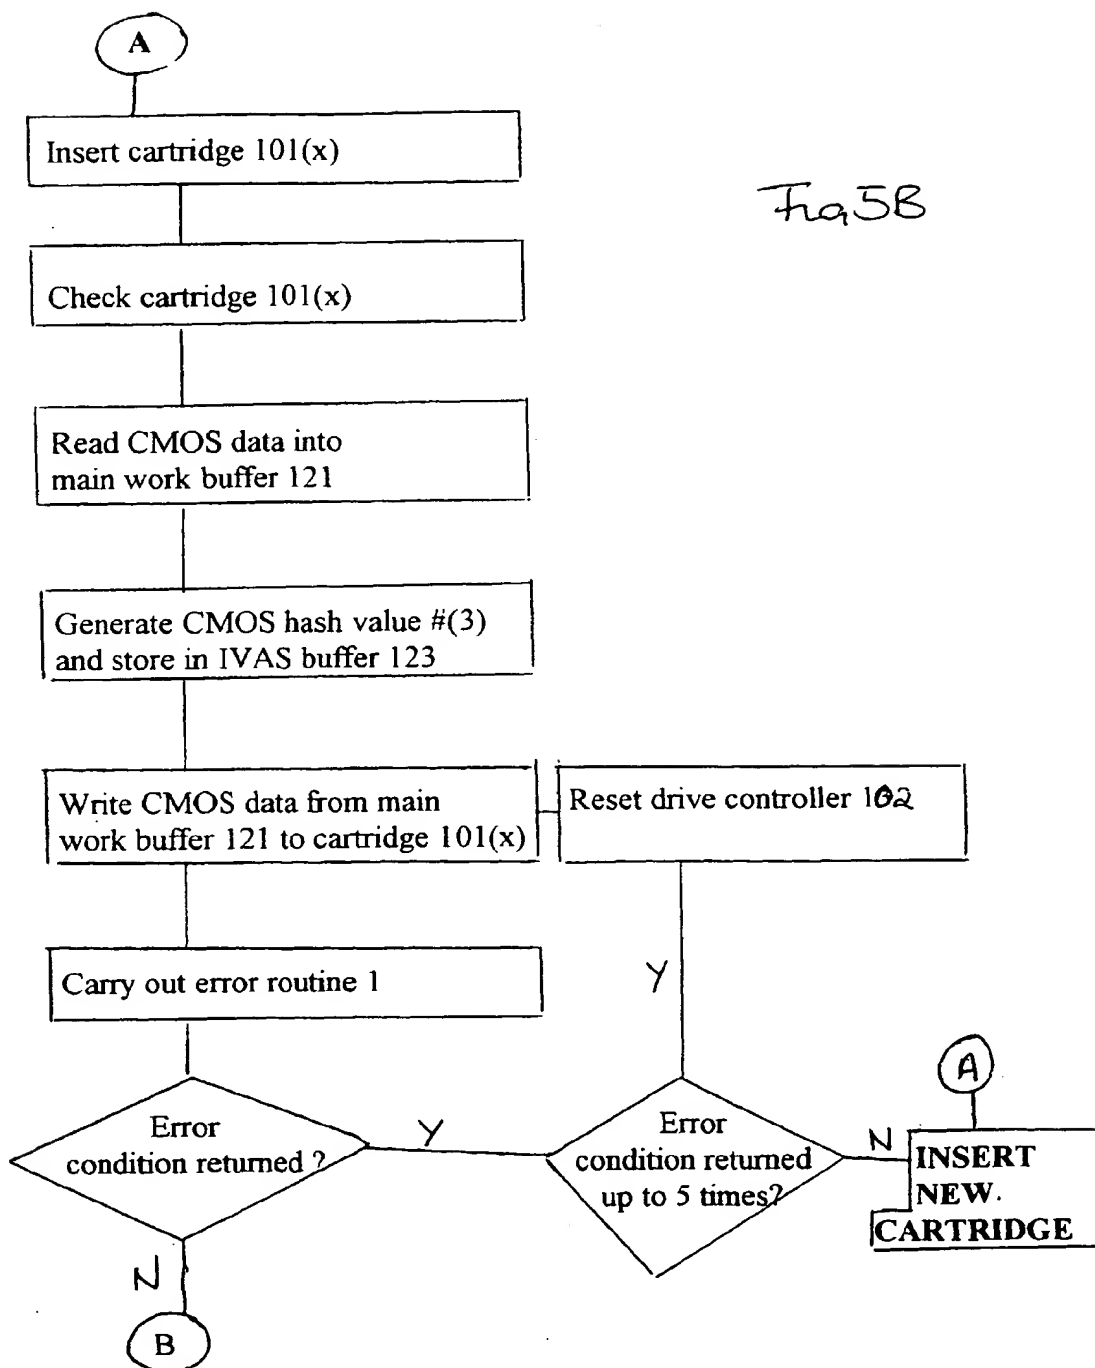 A
Insert cartridge 101(x)
Fig 5B
Check cartridge 101(x)
Read CMOS data into
main work buffer 121
Generate CMOS hash value #(3)
and store in IVAS buffer 123
Write CMOS data from main
work buffer 121 to cartridge 101(x)
Reset drive controller 102
Carry out error routine 1
Y
A
Error
condition returned ?
Y
Error
condition returned
up to 5 times?
N
INSERT
NEW.
CARTRIDGE
N
B